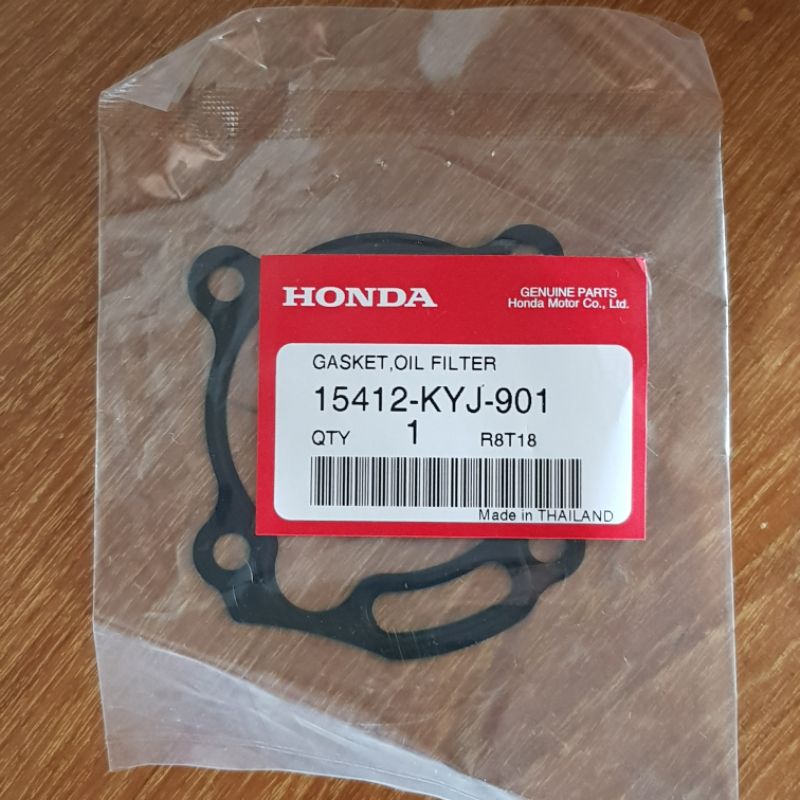 HONDA
GENUINE PARTS
Honda Motor Co., Ltd.
GASKET,OIL FILTER
15412-KYJ-901
QTY 1 R8T18
Made in THAILAND